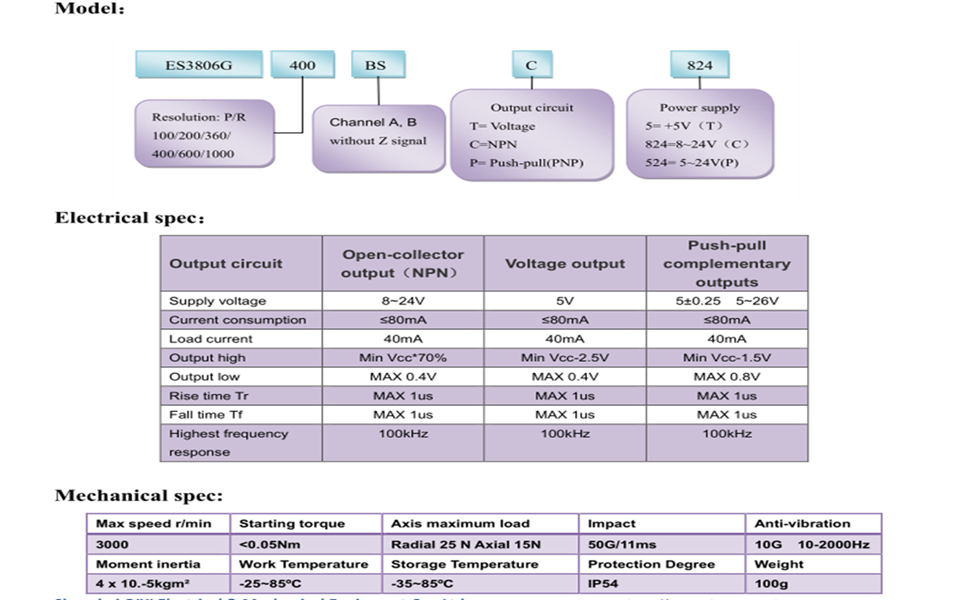 Model:
ES3806G 400 BS C 824
Resolution: P/R
100/200/360/
400/600/1000
Channel A, B
without Z signal
Output circuit
T= Voltage
C=NPN
P= Push-pull(PNP)
Power supply
5= +5V（T）
824=8~24V（C）
524= 5~24V(P)
Electrical spec:
Output circuit
Open-collector
output（NPN）
Voltage output
Push-pull
complementary
outputs
Supply voltage 8~24V 5V 5±0.25 5~26V
Current consumption ≤80mA ≤80mA ≤80mA
Load current 40mA 40mA 40mA
Output high Min Vcc*70% Min Vcc-2.5V Min Vcc-1.5V
Output low MAX 0.4V MAX 0.4V MAX 0.8V
Rise time Tr MAX 1us MAX 1us MAX 1us
Fall time Tf MAX 1us MAX 1us MAX 1us
Highest frequency 100kHz 100kHz 100kHz
response
Mechanical spec:
Max speed r/min Starting torque Axis maximum load Impact Anti-vibration
3000 <0.05Nm Radial 25 N Axial 15N 50G/11ms 10G 10-2000Hz
Moment inertia Work Temperature Storage Temperature Protection Degree Weight
4 x 10.-5kgm² -25~85ºC -35~85ºC IP54 100g